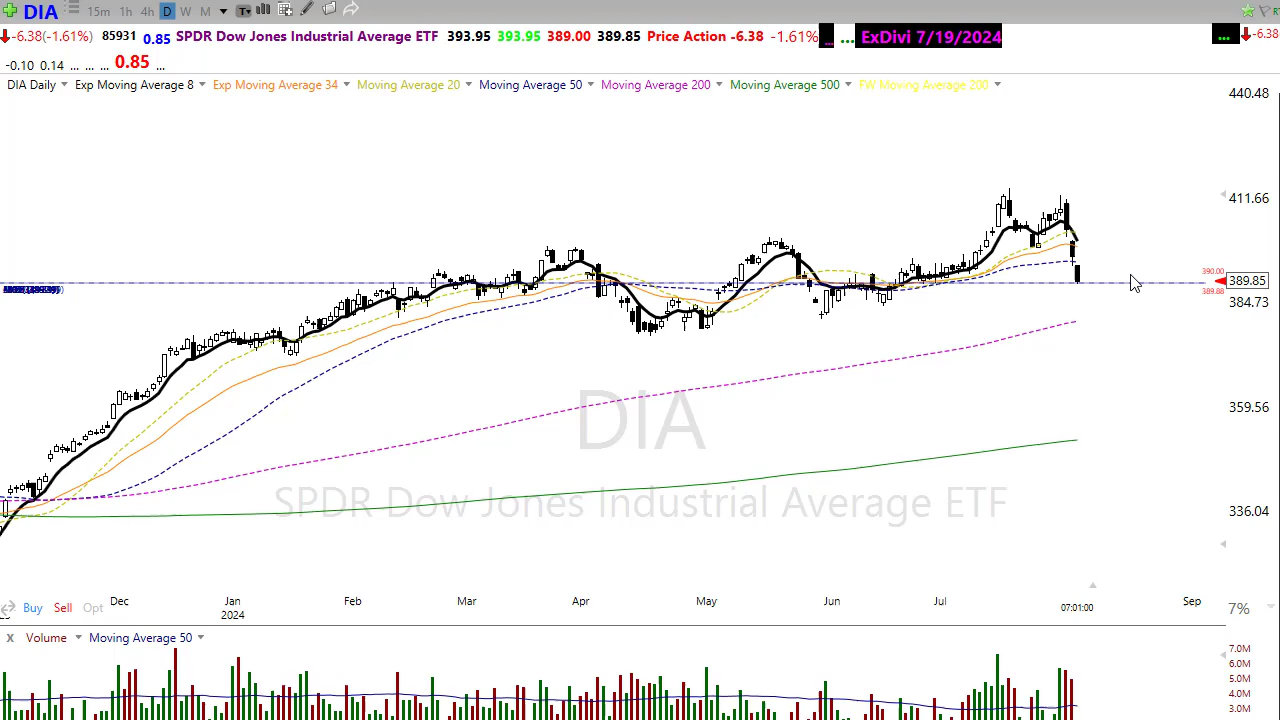 DIA 15m 1h 4h D W M T
-6.38(-1.61%) 85931 0.85 SPDR Dow Jones Industrial Average ETF 393.95 393.95 389.00 389.85 Price Action -6.38 -1.61% ... ... ExDivi 7/19/2024 ... -6.38
-0.10 0.14 ... ... ... 0.85 ...
DIA Daily Exp Moving Average 8 Exp Moving Average 34 Moving Average 20 Moving Average 50 Moving Average 200 Moving Average 500 FW Moving Average 200
440.48
411.66
390.00
389.85
389.88
384.73
359.56
336.04
DIA
SPDR Dow Jones Industrial Average ETF
Buy Sell Opt Dec Jan Feb Mar Apr May Jun Jul 07:01:00 Sep 7%
2024
X Volume Moving Average 50
7.0M
6.0M
5.0M
4.0M
3.0M